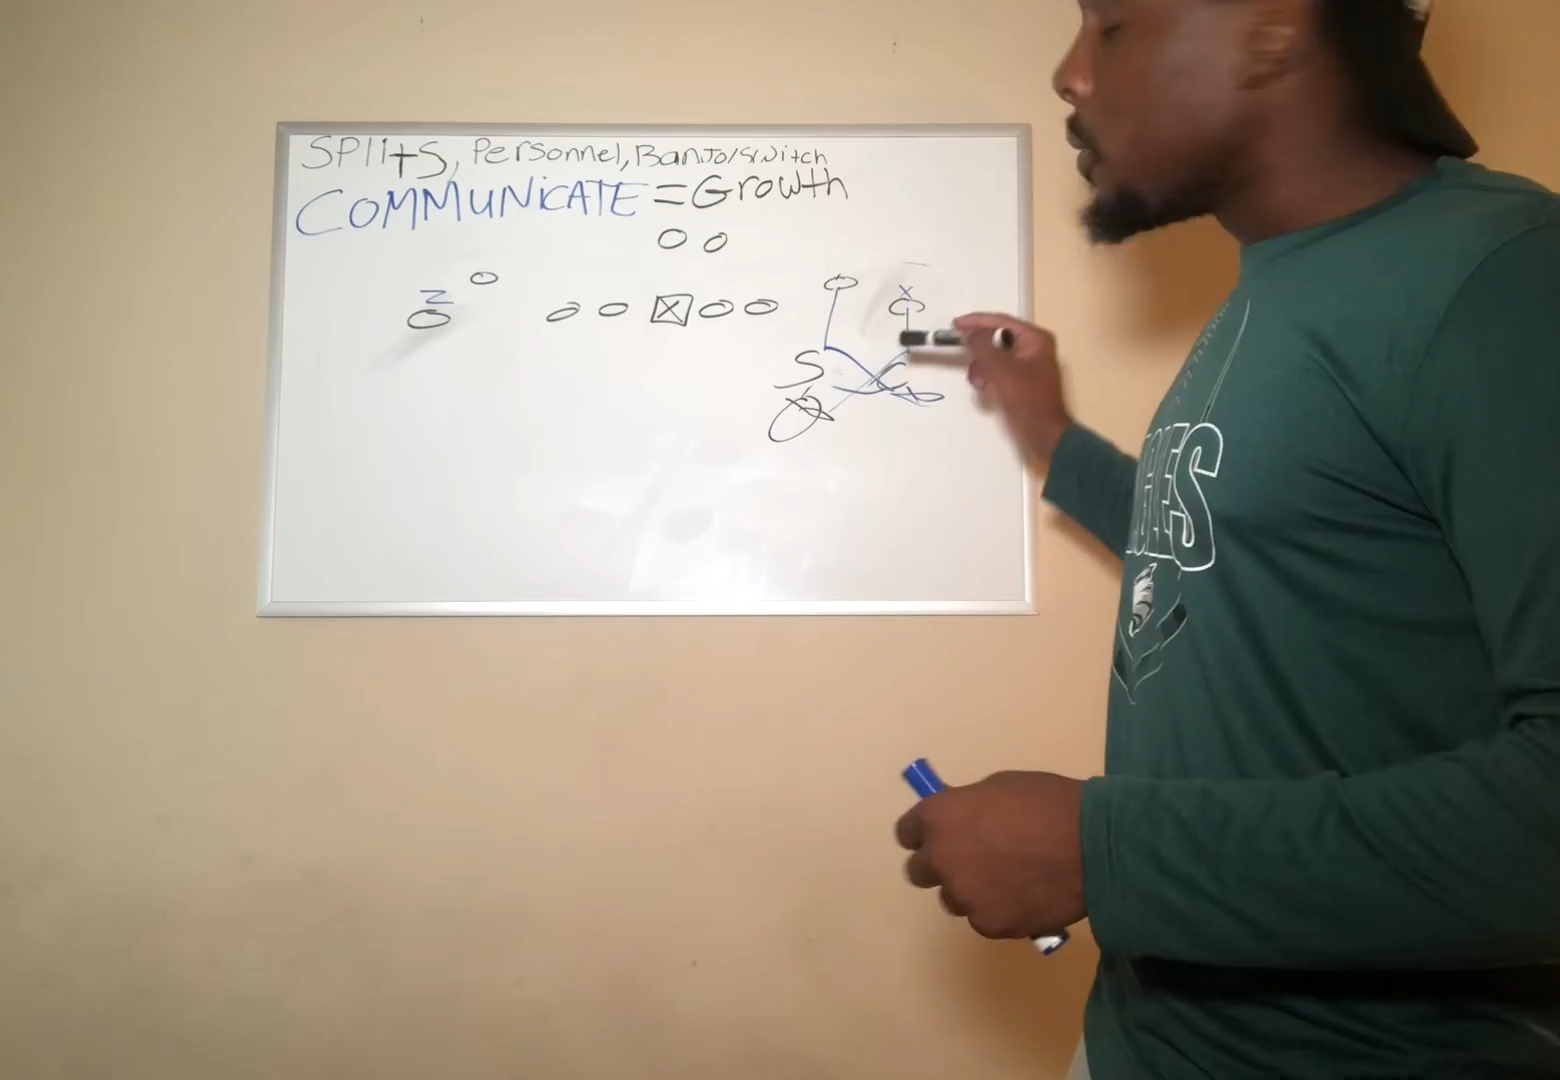 SPlitS, Personnel, Banjo/Switch
COMMUNiCATE = Growth
Z
X
X
S
C